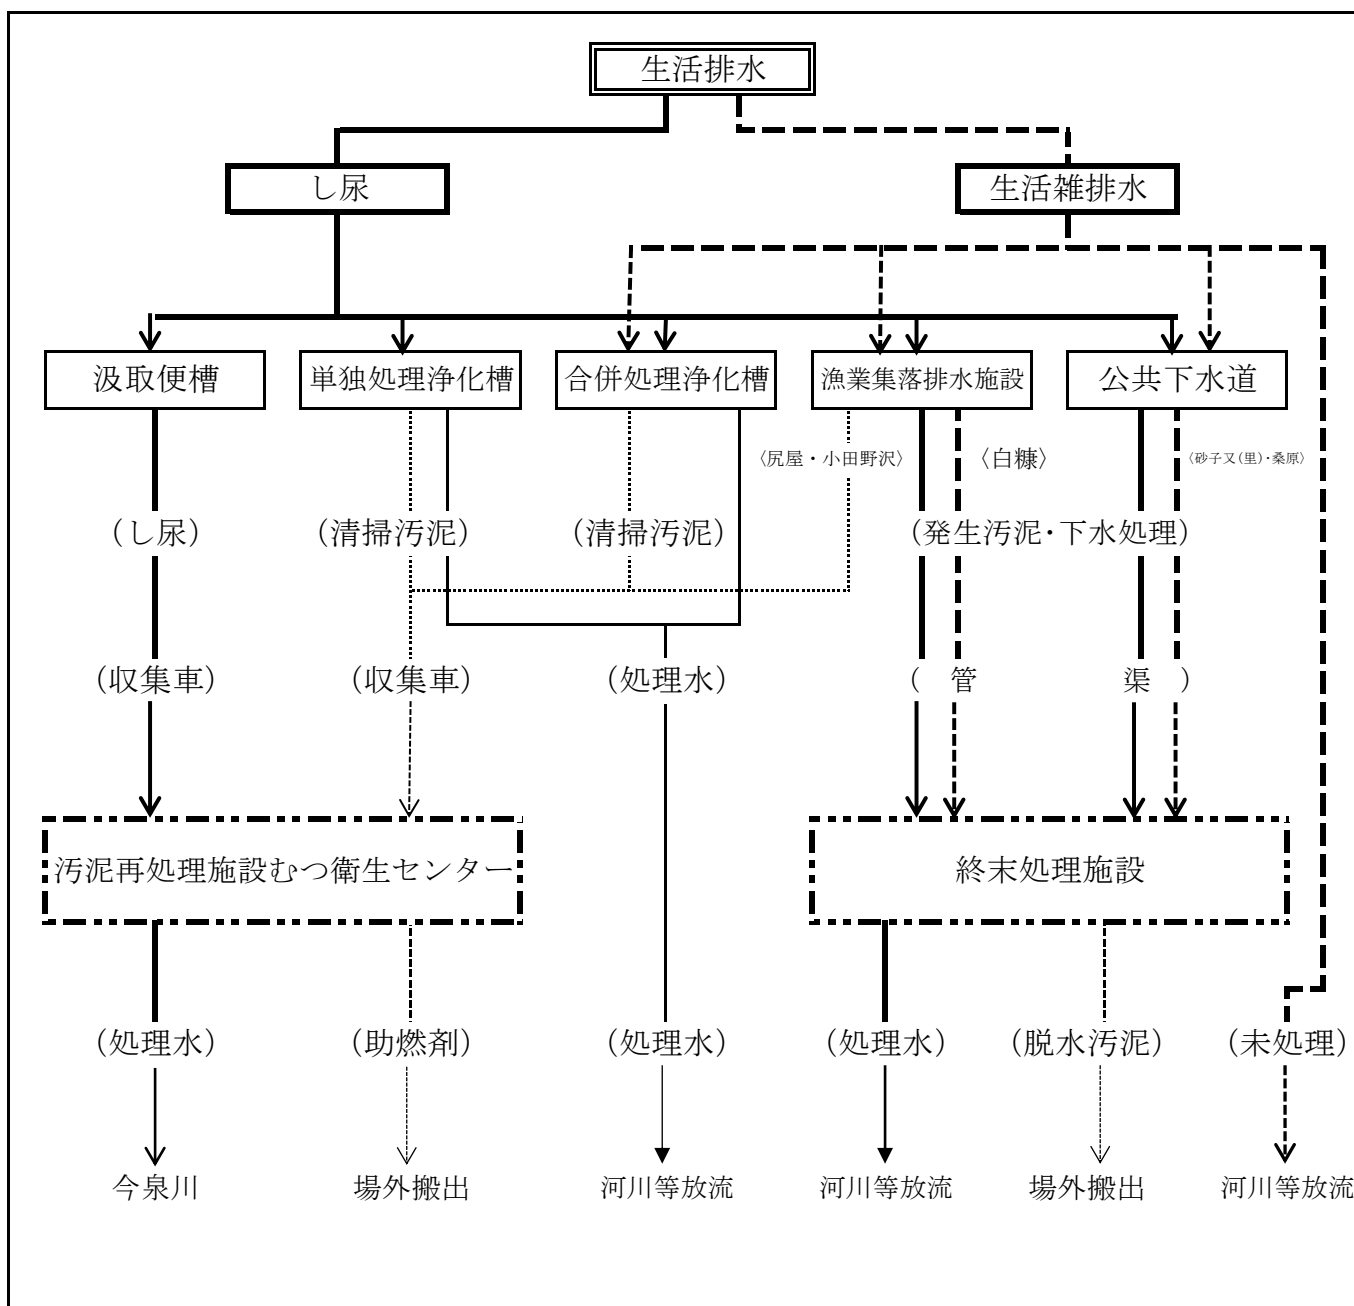 生活排水
し尿
生活雑排水
汲取便槽
単独処理浄化槽
合併処理浄化槽
漁業集落排水施設
公共下水道
〈尻屋・小田野沢〉
〈白糠〉
〈砂子又(里)・桑原〉
(し尿)
(清掃汚泥)
(清掃汚泥)
(発生汚泥・下水処理)
(収集車)
(収集車)
(処理水)
( 管 渠 )
汚泥再処理施設むつ衛生センター
終末処理施設
(処理水)
(助燃剤)
(処理水)
(処理水)
(脱水汚泥)
(未処理)
今泉川
場外搬出
河川等放流
河川等放流
場外搬出
河川等放流